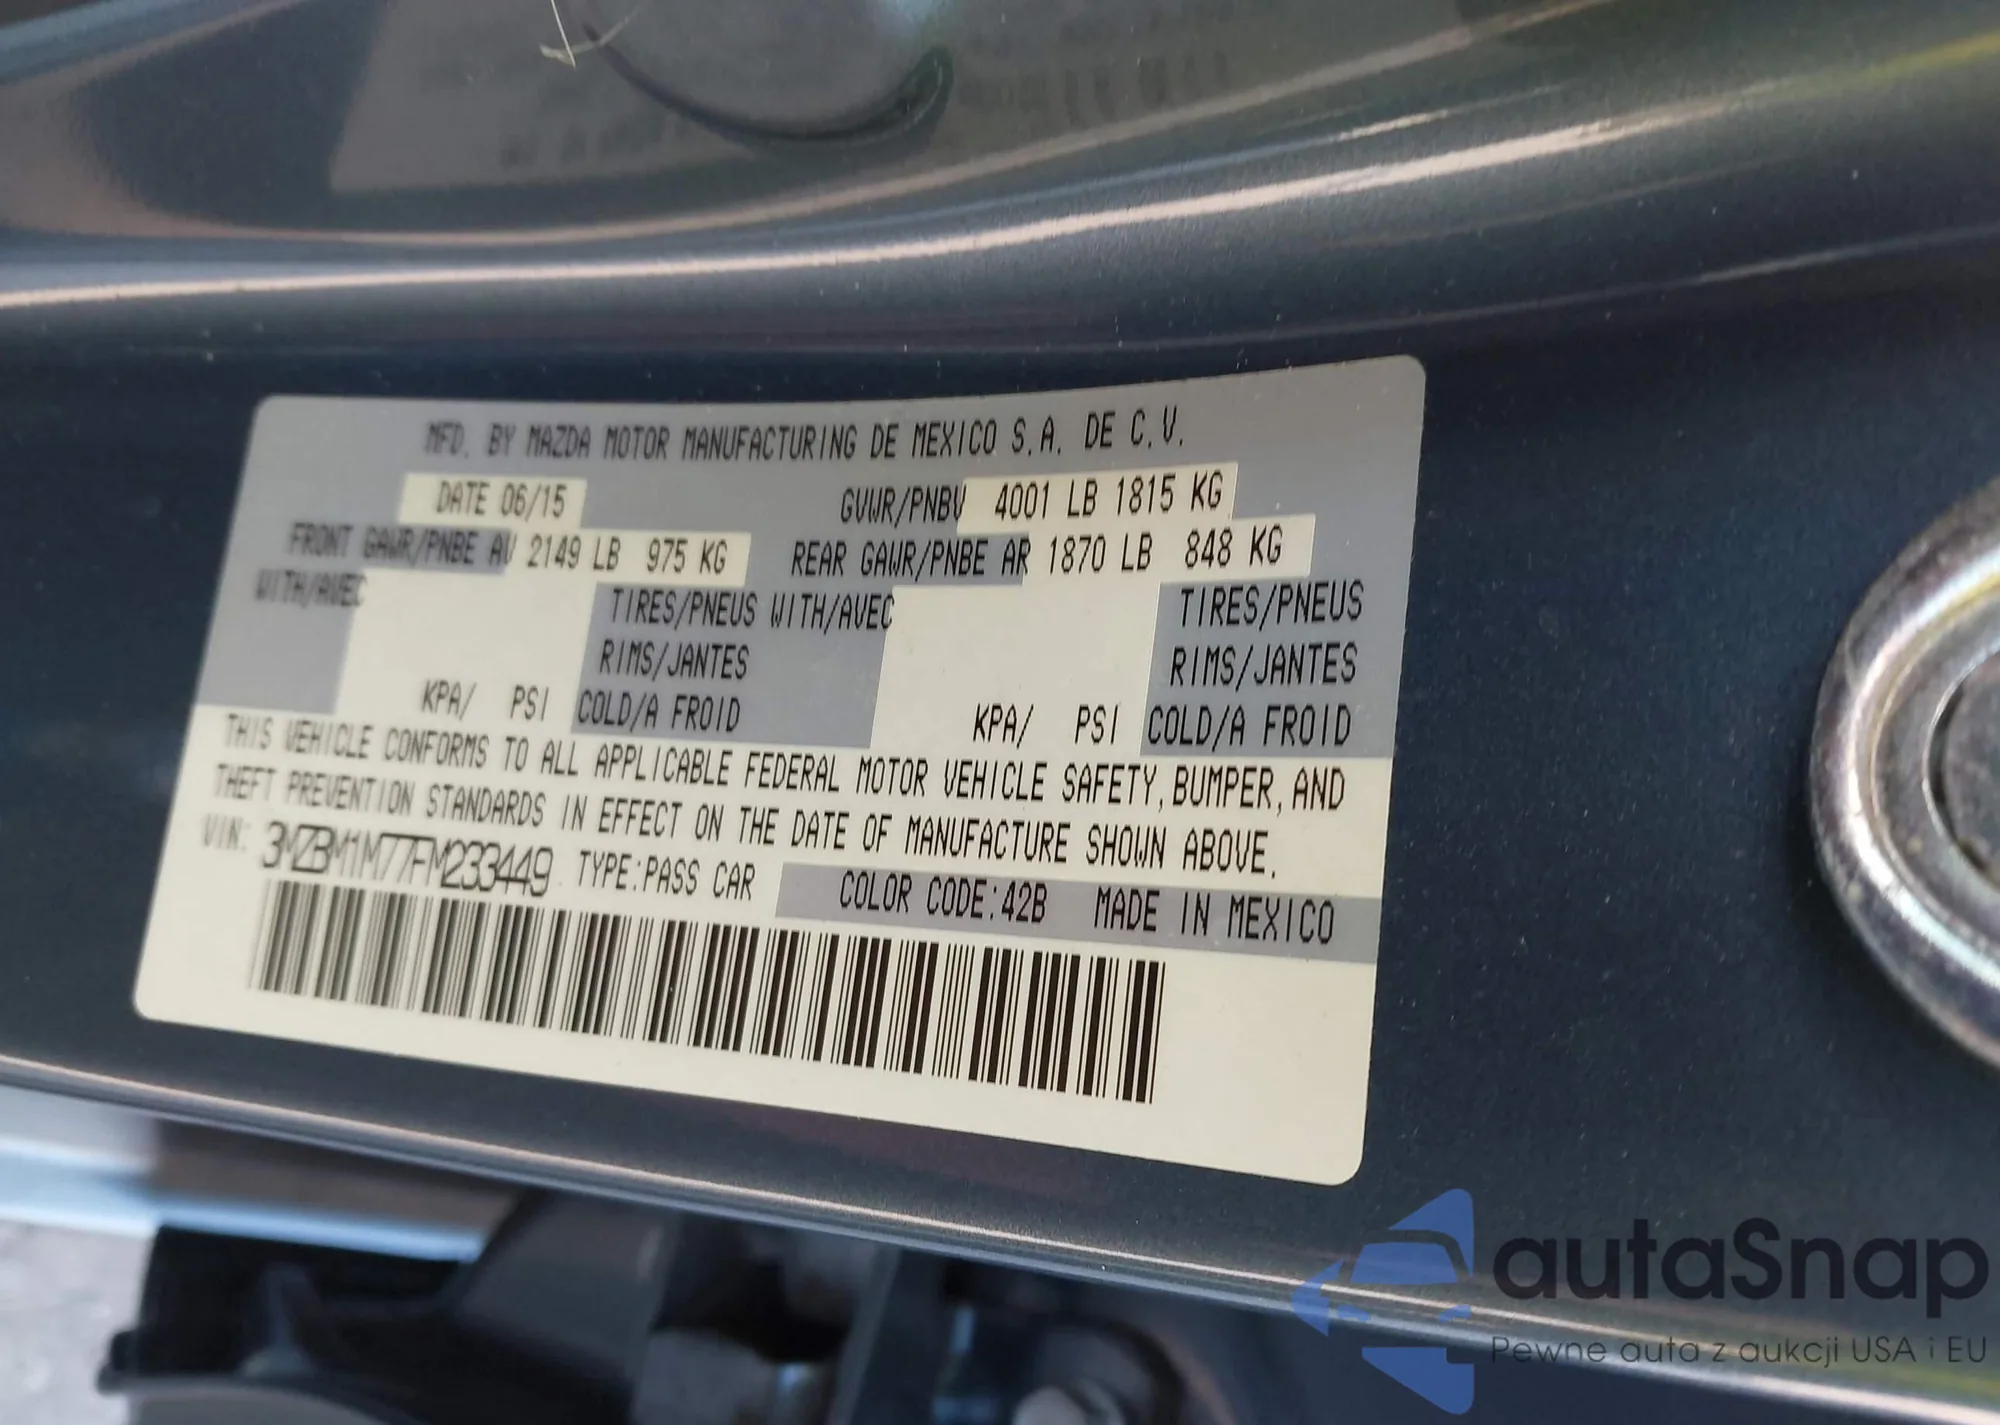 MFD. BY MAZDA MOTOR MANUFACTURING DE MEXICO S.A. DE C.V.
DATE 06/15 GVWR/PNBV 4001 LB 1815 KG
FRONT GAWR/PNBE AV 2149 LB 975 KG REAR GAWR/PNBE AR 1870 LB 848 KG
WITH/AVEC TIRES/PNEUS WITH/AVEC TIRES/PNEUS
RIMS/JANTES RIMS/JANTES
KPA/ PSI COLD/A FROID KPA/ PSI COLD/A FROID
THIS VEHICLE CONFORMS TO ALL APPLICABLE FEDERAL MOTOR VEHICLE SAFETY, BUMPER, AND
THEFT PREVENTION STANDARDS IN EFFECT ON THE DATE OF MANUFACTURE SHOWN ABOVE.
VIN: 3MZBM1M77FM233449 TYPE:PASS CAR COLOR CODE:42B MADE IN MEXICO
autaSnap
Pewne auta z aukcji USA i EU